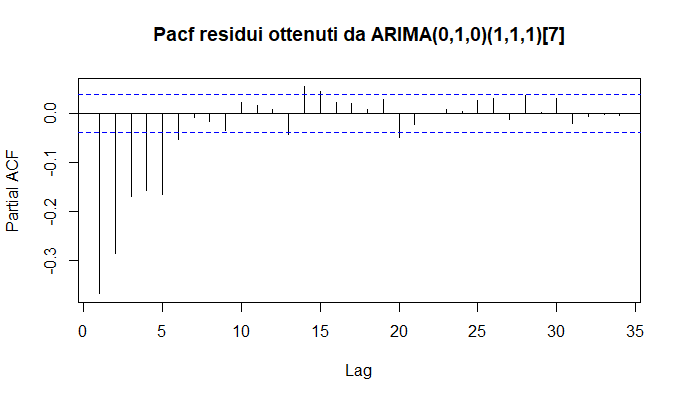 Pacf residui ottenuti da ARIMA(0,1,0)(1,1,1)[7]
Partial ACF
0.0
-0.1
-0.2
-0.3
0 5 10 15 20 25 30 35
Lag